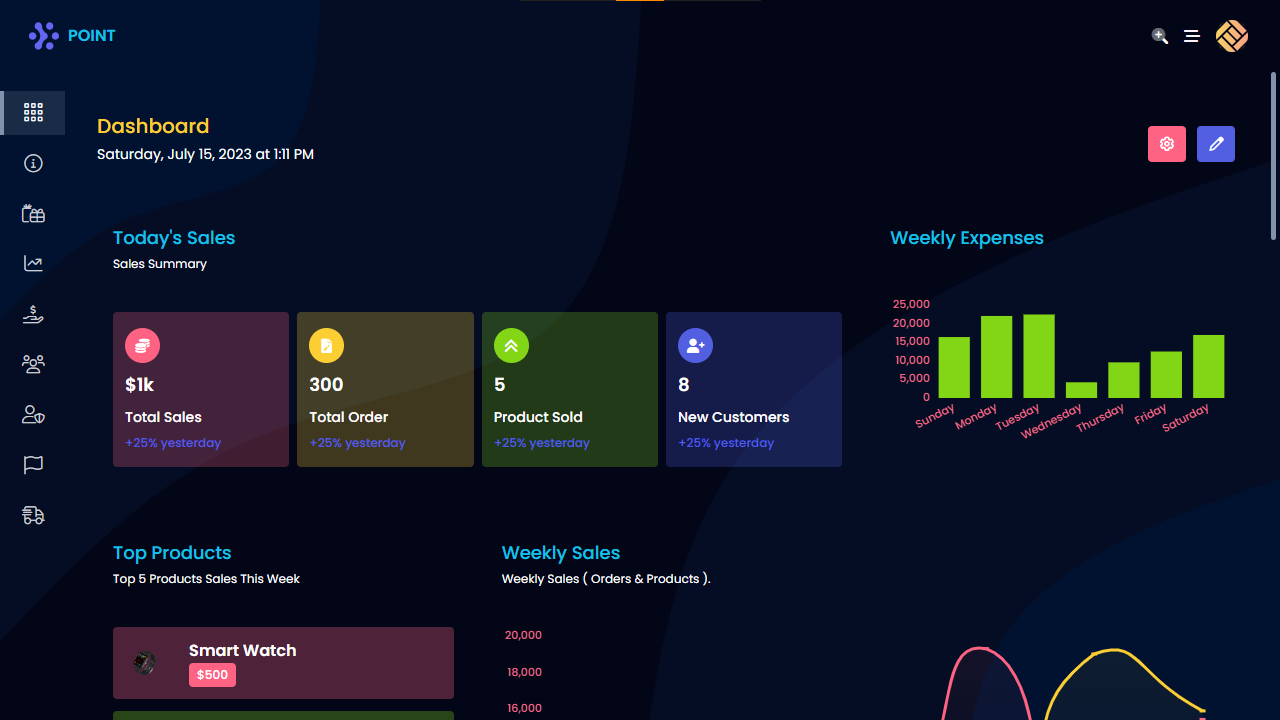 POINT
Dashboard
Saturday, July 15, 2023 at 1:11 PM
Today's Sales
Sales Summary
$1k
Total Sales
+25% yesterday
300
Total Order
+25% yesterday
5
Product Sold
+25% yesterday
8
New Customers
+25% yesterday
Weekly Expenses
25,000
20,000
15,000
10,000
5,000
0
Sunday
Monday
Tuesday
Wednesday
Thursday
Friday
Saturday
Top Products
Top 5 Products Sales This Week
Smart Watch
$500
Weekly Sales
Weekly Sales ( Orders & Products ).
20,000
18,000
16,000